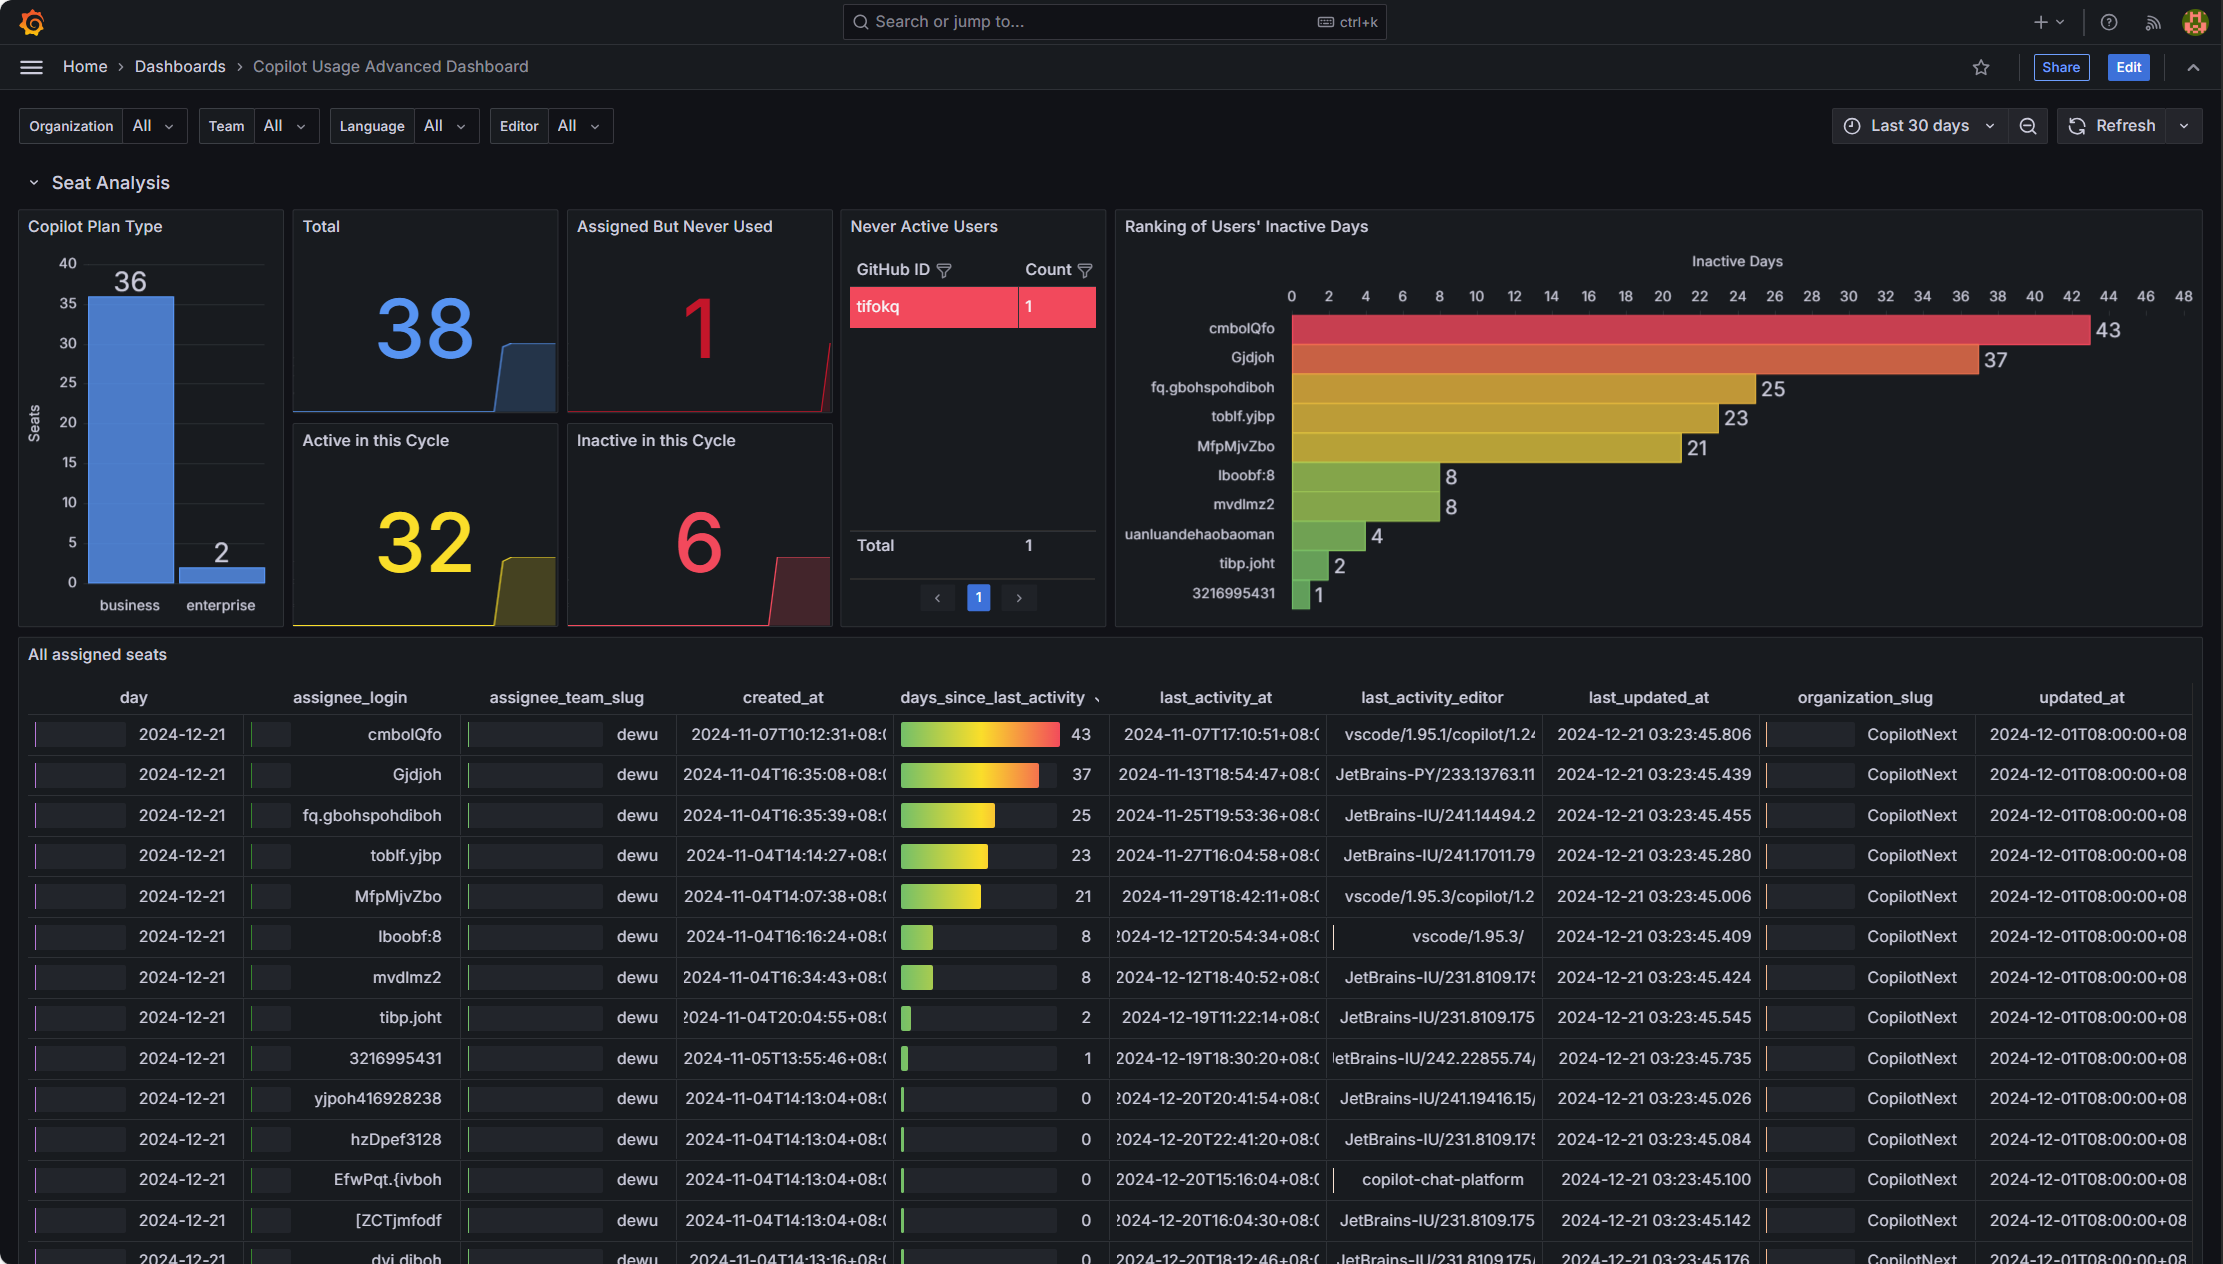 Search or jump to... ctrl+k
Home > Dashboards > Copilot Usage Advanced Dashboard
Share Edit
Organization All Team All Language All Editor All
Last 30 days Refresh
Seat Analysis
Copilot Plan Type
Seats
40
35
30
25
20
15
10
5
0
36
2
business enterprise
Total
38
Assigned But Never Used
1
Active in this Cycle
32
Inactive in this Cycle
6
Never Active Users
GitHub ID Count
tifokq 1
Total 1
1
Ranking of Users' Inactive Days
Inactive Days
0 2 4 6 8 10 12 14 16 18 20 22 24 26 28 30 32 34 36 38 40 42 44 46 48
cmbolQfo 43
Gjdjoh 37
fq.gbohspohdiboh 25
toblf.yjbp 23
MfpMjvZbo 21
lboobf:8 8
mvdlmz2 8
uanluandehaobaoman 4
tibp.joht 2
3216995431 1
All assigned seats
day assignee_login assignee_team_slug created_at days_since_last_activity last_activity_at last_activity_editor last_updated_at organization_slug updated_at
2024-12-21 cmbolQfo dewu 2024-11-07T10:12:31+08:0 43 2024-11-07T17:10:51+08:0 vscode/1.95.1/copilot/1.24 2024-12-21 03:23:45.806 CopilotNext 2024-12-01T08:00:00+08
2024-12-21 Gjdjoh dewu 2024-11-04T16:35:08+08:0 37 2024-11-13T18:54:47+08:0 JetBrains-PY/233.13763.11 2024-12-21 03:23:45.439 CopilotNext 2024-12-01T08:00:00+08
2024-12-21 fq.gbohspohdiboh dewu 2024-11-04T16:35:39+08:0 25 2024-11-25T19:53:36+08:0 JetBrains-IU/241.14494.2 2024-12-21 03:23:45.455 CopilotNext 2024-12-01T08:00:00+08
2024-12-21 toblf.yjbp dewu 2024-11-04T14:14:27+08:0 23 2024-11-27T16:04:58+08:0 JetBrains-IU/241.17011.79 2024-12-21 03:23:45.280 CopilotNext 2024-12-01T08:00:00+08
2024-12-21 MfpMjvZbo dewu 2024-11-04T14:07:38+08:0 21 2024-11-29T18:42:11+08:0 vscode/1.95.3/copilot/1.2 2024-12-21 03:23:45.006 CopilotNext 2024-12-01T08:00:00+08
2024-12-21 lboobf:8 dewu 2024-11-04T16:16:24+08:0 8 2024-12-12T20:54:34+08:0 vscode/1.95.3/ 2024-12-21 03:23:45.409 CopilotNext 2024-12-01T08:00:00+08
2024-12-21 mvdlmz2 dewu 2024-11-04T16:34:43+08:0 8 2024-12-12T18:40:52+08:0 JetBrains-IU/231.8109.175 2024-12-21 03:23:45.424 CopilotNext 2024-12-01T08:00:00+08
2024-12-21 tibp.joht dewu 2024-11-04T20:04:55+08:0 2 2024-12-19T11:22:14+08:0 JetBrains-IU/231.8109.175 2024-12-21 03:23:45.545 CopilotNext 2024-12-01T08:00:00+08
2024-12-21 3216995431 dewu 2024-11-05T13:55:46+08:0 1 2024-12-19T18:30:20+08:0 JetBrains-IU/242.22855.74/ 2024-12-21 03:23:45.735 CopilotNext 2024-12-01T08:00:00+08
2024-12-21 yjpoh416928238 dewu 2024-11-04T14:13:04+08:0 0 2024-12-20T20:41:54+08:0 JetBrains-IU/241.19416.15/ 2024-12-21 03:23:45.026 CopilotNext 2024-12-01T08:00:00+08
2024-12-21 hzDpef3128 dewu 2024-11-04T14:13:04+08:0 0 2024-12-20T22:41:20+08:0 JetBrains-IU/231.8109.175 2024-12-21 03:23:45.084 CopilotNext 2024-12-01T08:00:00+08
2024-12-21 EfwPqt.{ivboh dewu 2024-11-04T14:13:04+08:0 0 2024-12-20T15:16:04+08:0 copilot-chat-platform 2024-12-21 03:23:45.100 CopilotNext 2024-12-01T08:00:00+08
2024-12-21 [ZCTjmfodf dewu 2024-11-04T14:13:04+08:0 0 2024-12-20T16:04:30+08:0 JetBrains-IU/231.8109.175 2024-12-21 03:23:45.142 CopilotNext 2024-12-01T08:00:00+08
2024-12-21 dvj.djboh dewu 2024-11-04T14:13:16+08:0 0 2024-12-20T18:12:46+08:0 JetBrains-IU/231.8109.175/ 2024-12-21 03:23:45.176 CopilotNext 2024-12-01T08:00:00+08